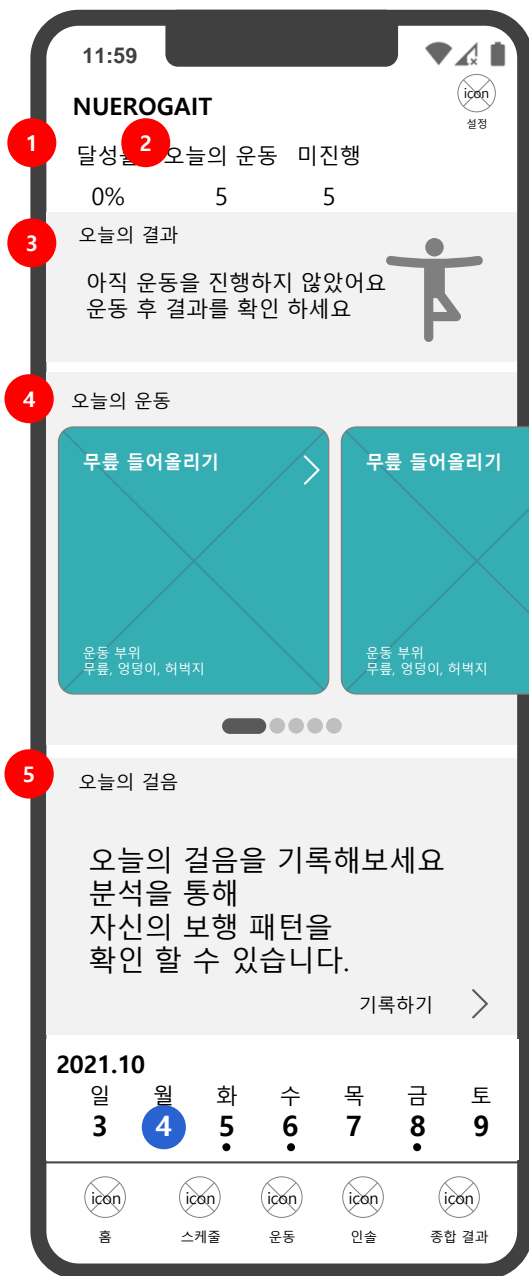 11:59
NUEROGAIT
icon
설정
1
2
달성 오늘의 운동 미진행
0% 5 5
3
오늘의 결과
아직 운동을 진행하지 않았어요
운동 후 결과를 확인 하세요
4
오늘의 운동
무릎 들어올리기
무릎 들어올리기
운동 부위
무릎, 엉덩이, 허벅지
운동 부위
무릎, 엉덩이, 허벅지
5
오늘의 걸음
오늘의 걸음을 기록해보세요
분석을 통해
자신의 보행 패턴을
확인 할 수 있습니다.
기록하기
2021.10
일 월 화 수 목 금 토
3 4 5 6 7 8 9
icon icon icon icon icon
홈 스케줄 운동 인솔 종합 결과